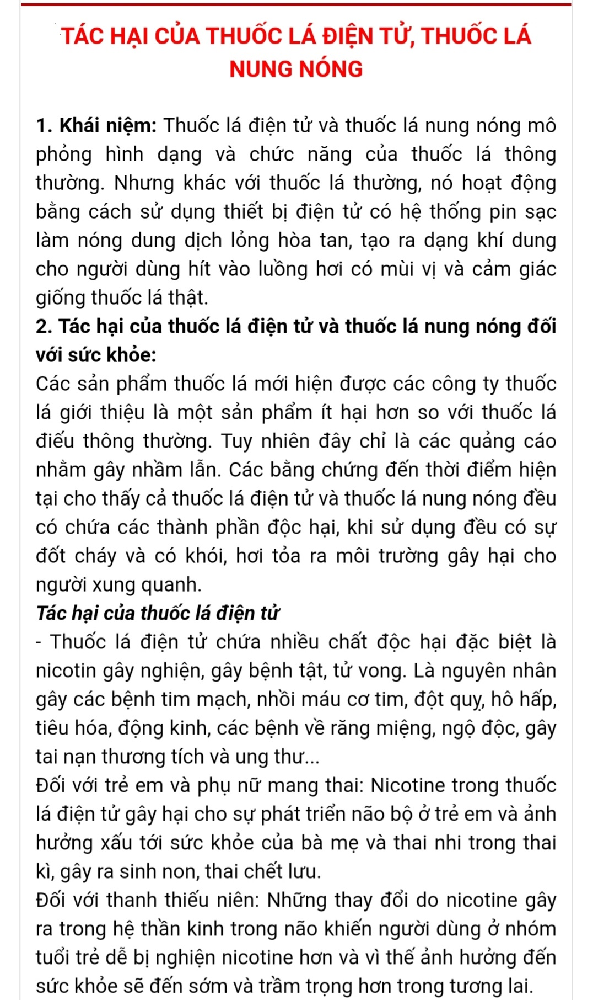 TÁC HẠI CỦA THUỐC LÁ ĐIỆN TỬ, THUỐC LÁ
NUNG NÓNG
1. Khái niệm: Thuốc lá điện tử và thuốc lá nung nóng mô
phỏng hình dạng và chức năng của thuốc lá thông
thường. Nhưng khác với thuốc lá thường, nó hoạt động
bằng cách sử dụng thiết bị điện tử có hệ thống pin sạc
làm nóng dung dịch lỏng hòa tan, tạo ra dạng khí dung
cho người dùng hít vào luồng hơi có mùi vị và cảm giác
giống thuốc lá thật.
2. Tác hại của thuốc lá điện tử và thuốc lá nung nóng đối
với sức khỏe:
Các sản phẩm thuốc lá mới hiện được các công ty thuốc
lá giới thiệu là một sản phẩm ít hại hơn so với thuốc lá
điếu thông thường. Tuy nhiên đây chỉ là các quảng cáo
nhằm gây nhầm lẫn. Các bằng chứng đến thời điểm hiện
tại cho thấy cả thuốc lá điện tử và thuốc lá nung nóng đều
có chứa các thành phần độc hại, khi sử dụng đều có sự
đốt cháy và có khói, hơi tỏa ra môi trường gây hại cho
người xung quanh.
Tác hại của thuốc lá điện tử
- Thuốc lá điện tử chứa nhiều chất độc hại đặc biệt là
nicotin gây nghiện, gây bệnh tật, tử vong. Là nguyên nhân
gây các bệnh tim mạch, nhồi máu cơ tim, đột quỵ, hô hấp,
tiêu hóa, động kinh, các bệnh về răng miệng, ngộ độc, gây
tai nạn thương tích và ung thư...
Đối với trẻ em và phụ nữ mang thai: Nicotine trong thuốc
lá điện tử gây hại cho sự phát triển não bộ ở trẻ em và ảnh
hưởng xấu tới sức khỏe của bà mẹ và thai nhi trong thai
kì, gây ra sinh non, thai chết lưu.
Đối với thanh thiếu niên: Những thay đổi do nicotine gây
ra trong hệ thần kinh trong não khiến người dùng ở nhóm
tuổi trẻ dễ bị nghiện nicotine hơn và vì thế ảnh hưởng đến
sức khỏe sẽ đến sớm và trầm trọng hơn trong tương lai.